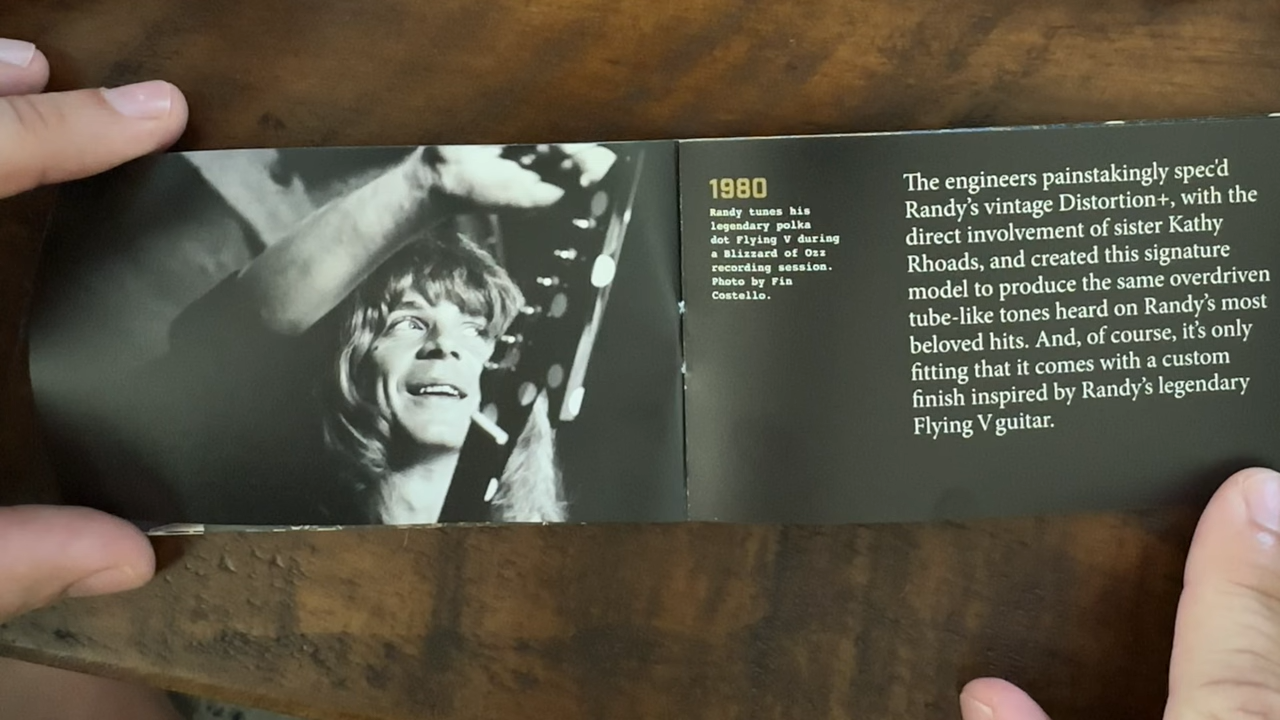 1980
Randy tunes his
legendary polka
dot Flying V during
a Blizzard of Ozz
recording session.
Photo by Fin
Costello.
The engineers painstakingly spec'd
Randy's vintage Distortion+, with the
direct involvement of sister Kathy
Rhoads, and created this signature
model to produce the same overdriven
tube-like tones heard on Randy's most
beloved hits. And, of course, it's only
fitting that it comes with a custom
finish inspired by Randy's legendary
Flying V guitar.